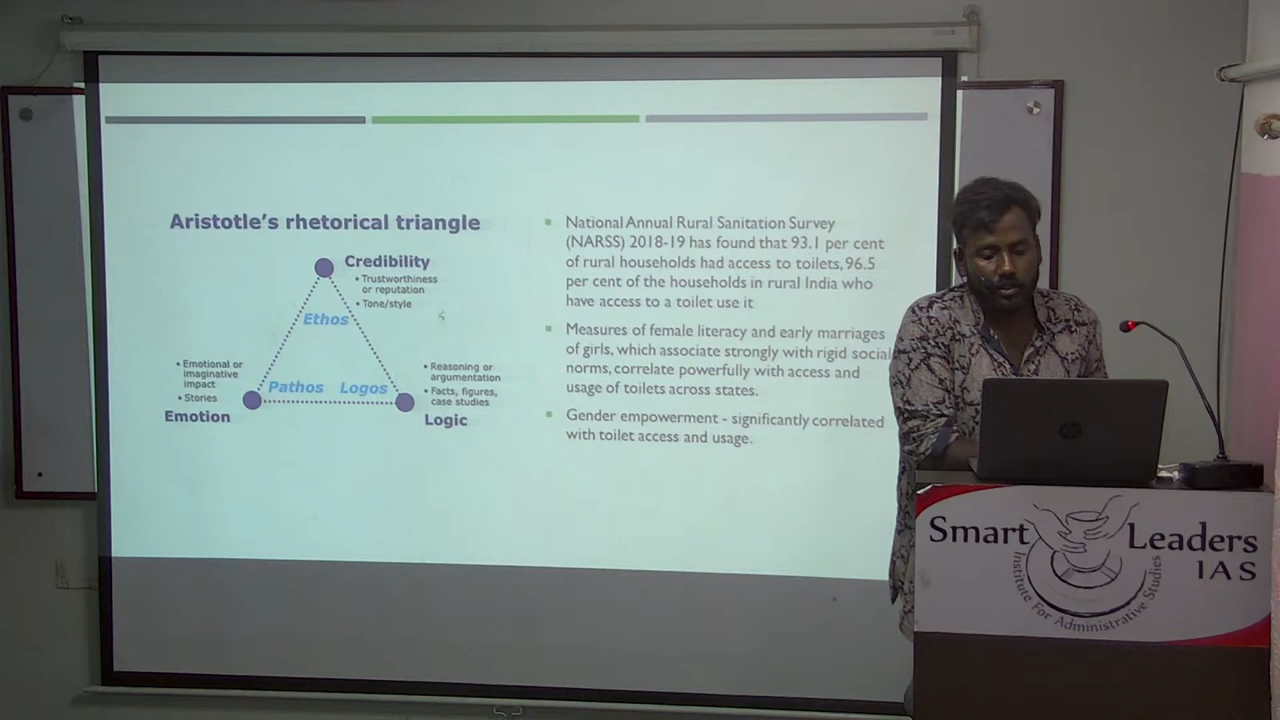 Aristotle's rhetorical triangle
Credibility
• Trustworthiness
or reputation
• Tone/style
Ethos
• Emotional or
imaginative
impact
• Stories
Pathos
Logos
• Reasoning or
argumentation
• Facts, figures,
case studies
Emotion
Logic
National Annual Rural Sanitation Survey
(NARSS) 2018-19 has found that 93.1 per cent
of rural households had access to toilets, 96.5
per cent of the households in rural India who
have access to a toilet use it
Measures of female literacy and early marriages
of girls, which associate strongly with rigid social
norms, correlate powerfully with access and
usage of toilets across states.
Gender empowerment - significantly correlated
with toilet access and usage.
hp
Smart Leaders
IAS
Institute For Administrative Studies